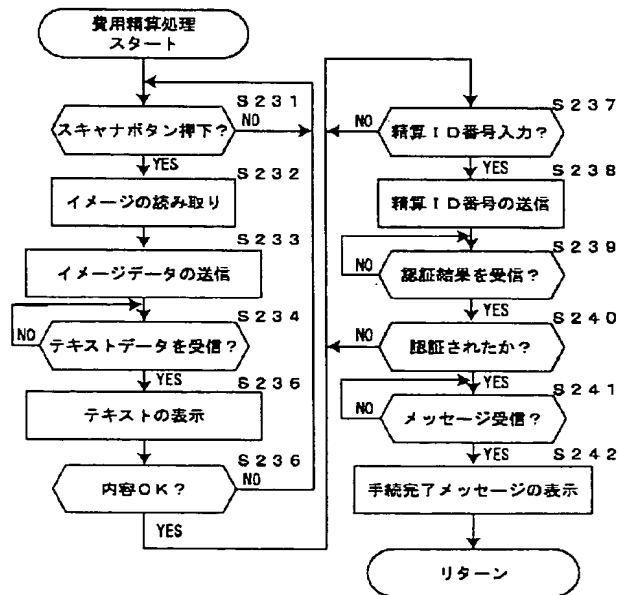 費用精算処理
スタート
S231
スキャナボタン押下?
NO
YES
S232
イメージの読み取り
S233
イメージデータの送信
S234
テキストデータを受信?
NO
YES
S236
テキストの表示
S236
内容OK?
NO
YES
S237
精算ID番号入力?
NO
YES
S238
精算ID番号の送信
S239
認証結果を受信?
NO
YES
S240
認証されたか?
NO
YES
S241
メッセージ受信?
NO
YES
S242
手続完了メッセージの表示
リターン